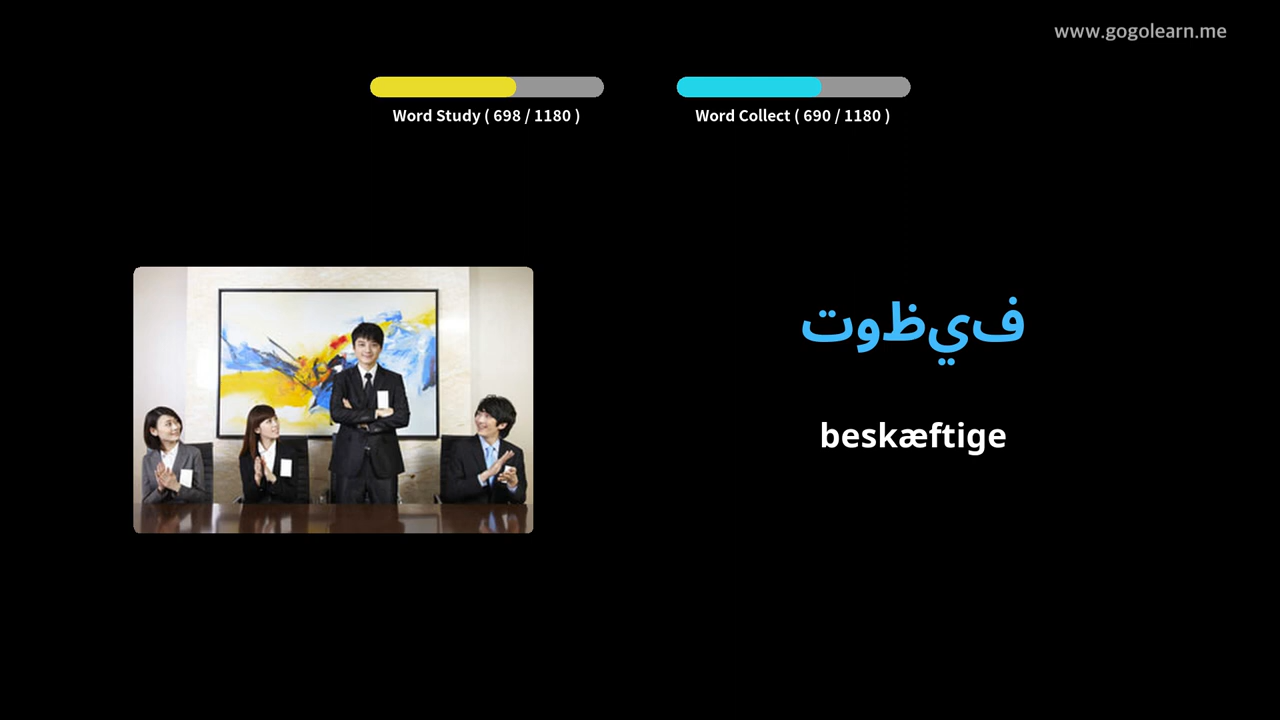 www.gogolearn.me
Word Study ( 698 / 1180 )
Word Collect ( 690 / 1180 )
توظيف
beskæftige